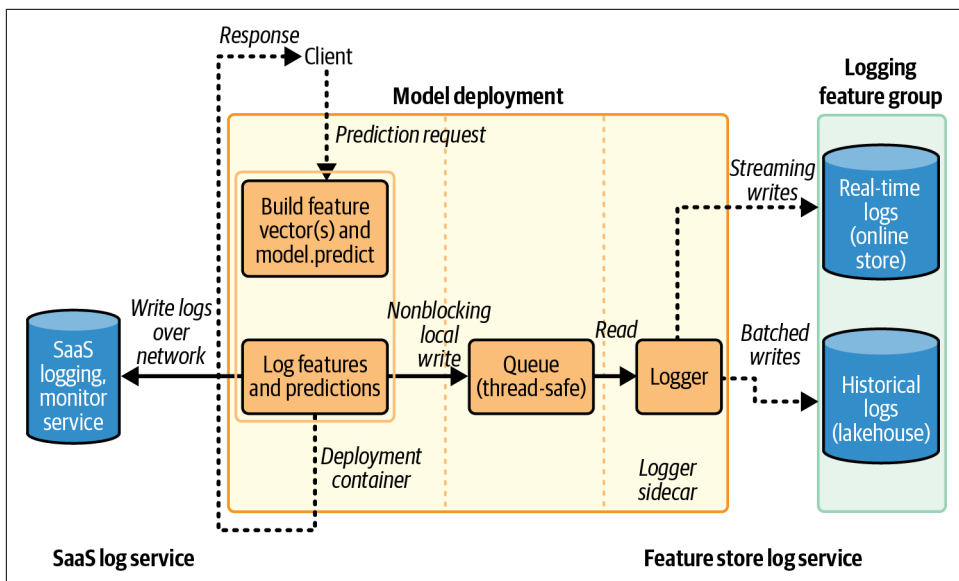 Response
Client
Logging
feature group
Model deployment
Prediction request
Streaming
writes
Real-time
logs
(online
store)
Build feature
vector(s) and
model.predict
Write logs
over
network
Nonblocking
local
write
Read
Batched
writes
SaaS
logging,
monitor
service
Log features
and predictions
Queue
(thread-safe)
Logger
Historical
logs
(lakehouse)
Deployment
container
Logger
sidecar
SaaS log service
Feature store log service